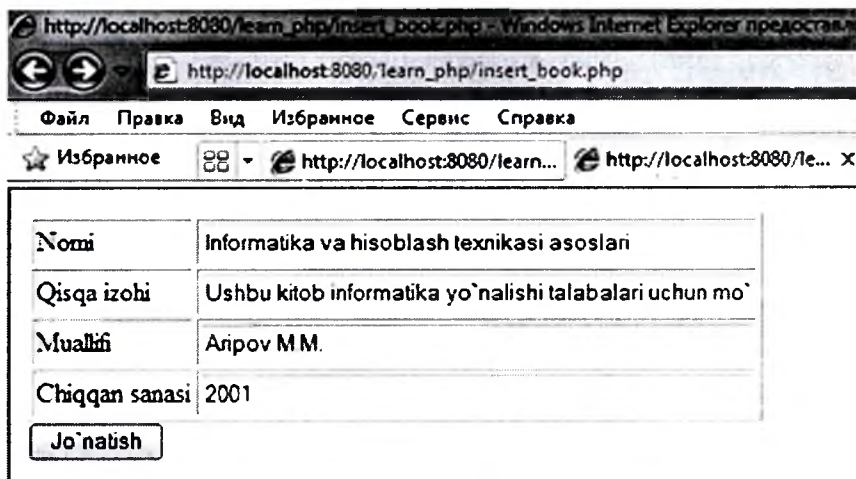 http://localhost:8080/learn_php/insert_book.php - Windows Internet Explorer предоставле
http://localhost:8080/learn_php/insert_book.php
Файл Правка Вид Избранное Сервис Справка
Избранное http://localhost:8080/learn... http://localhost:8080/le... X
Nomi Informatika va hisoblash texnikasi asoslari
Qisqa izohi Ushbu kitob informatika yo`nalishi talabalari uchun mo`
Muallifi Aripov M.M.
Chiqqan sanasi 2001
Jo`natish